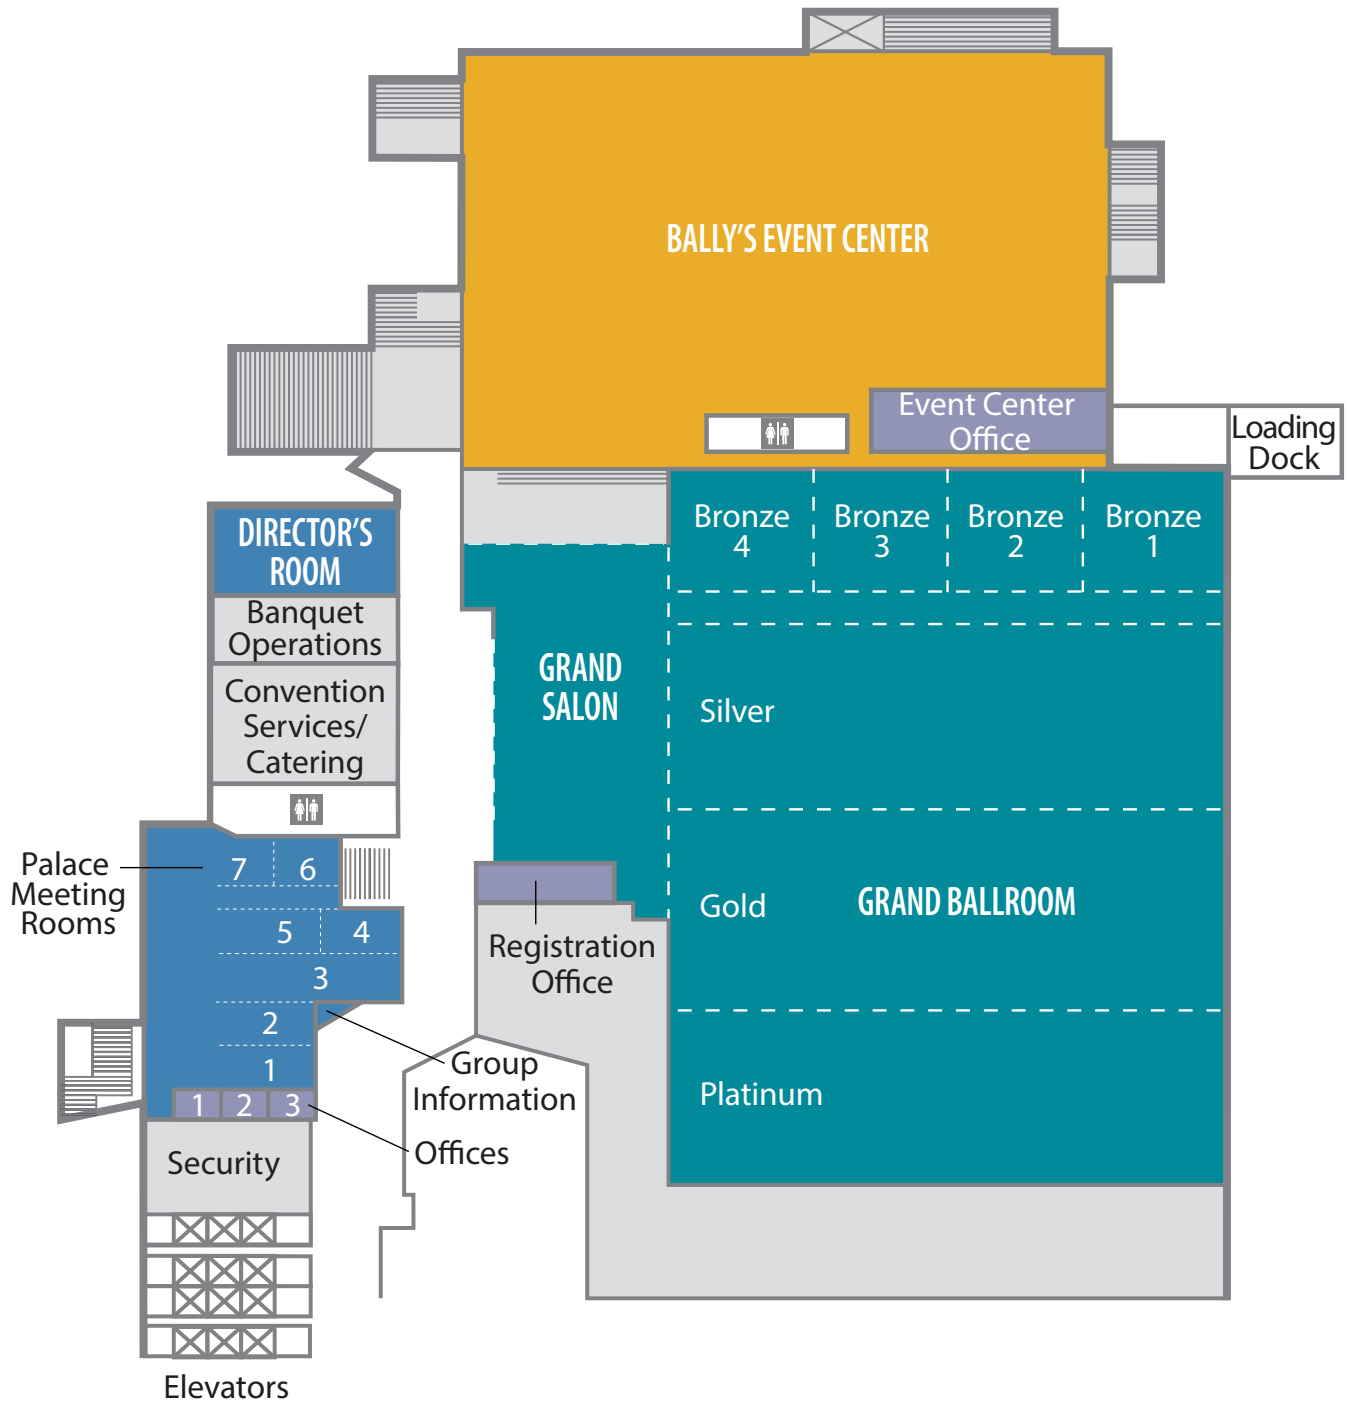 BALLY'S EVENT CENTER
Event Center
Office
Loading
Dock
Bronze
4
Bronze
3
Bronze
2
Bronze
1
DIRECTOR'S
ROOM
Banquet
Operations
Convention
Services/
Catering
GRAND
SALON
Silver
Palace
Meeting
Rooms
7
6
5
4
3
2
1
Gold
GRAND BALLROOM
Registration
Office
Group
Information
Platinum
1
2
3
Offices
Security
Elevators